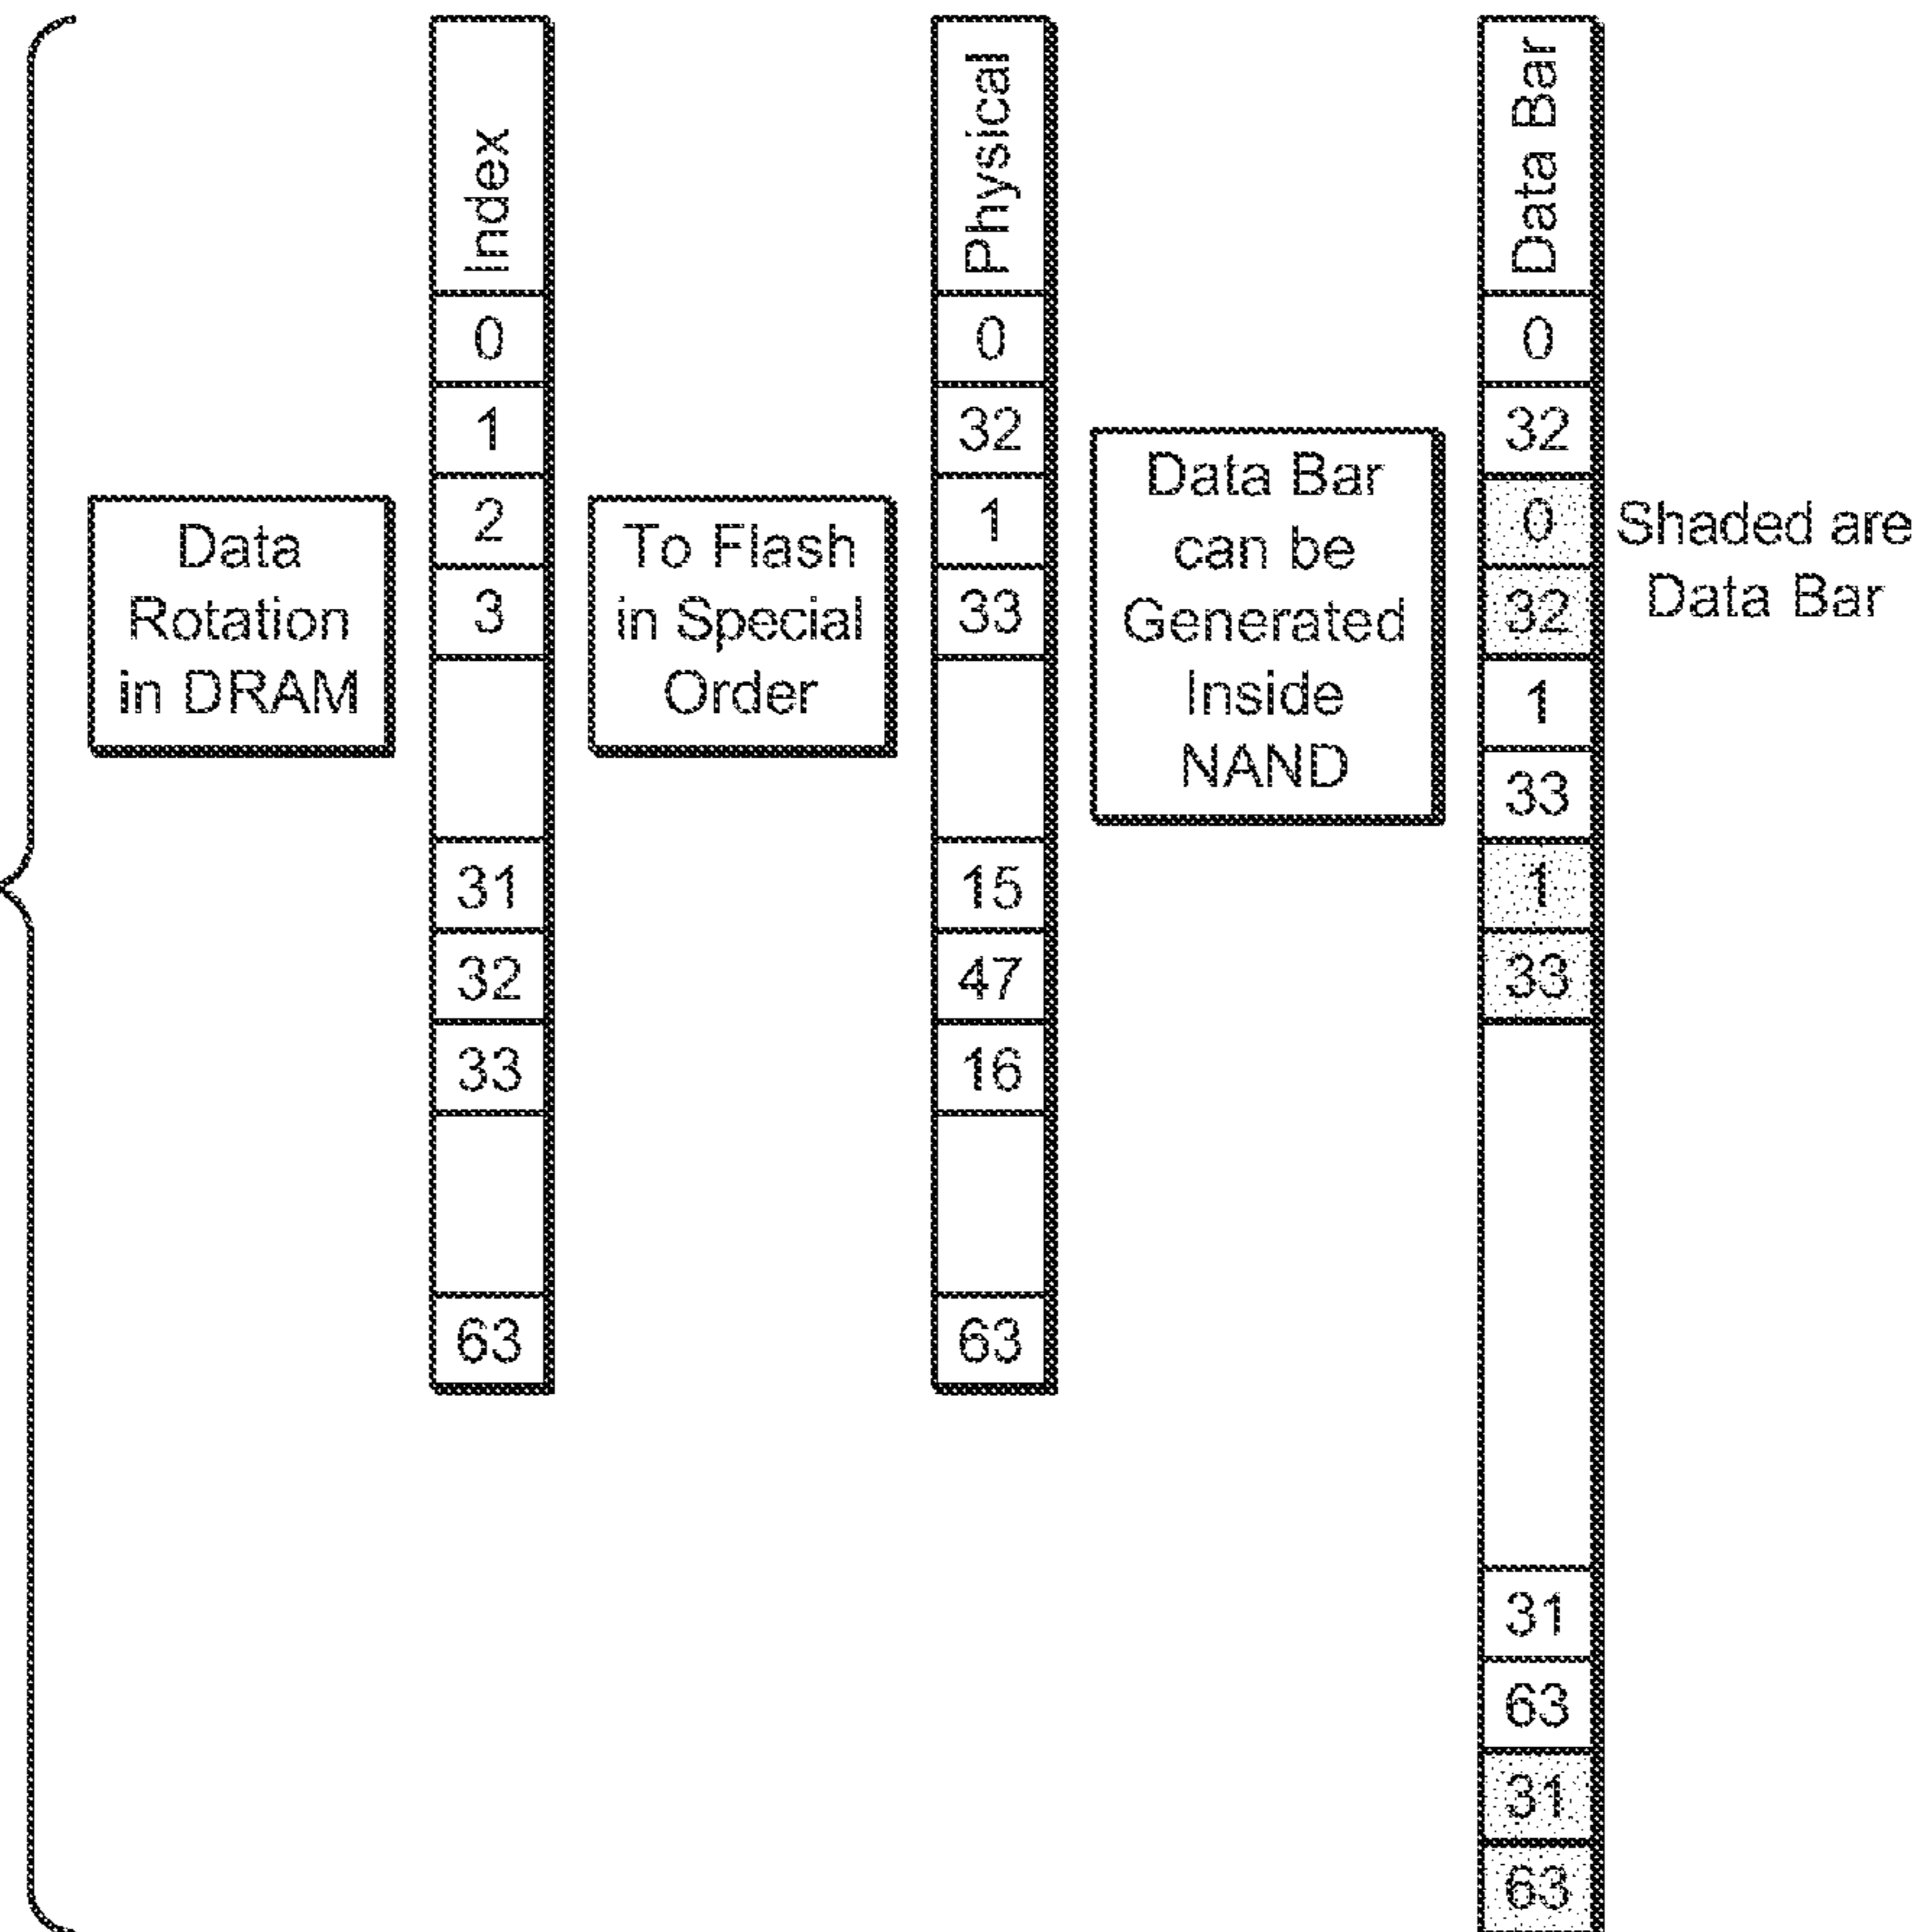 Data
Rotation
in DRAM
Index
0
1
2
3
31
32
33
63
To Flash
in Special
Order
Physical
0
32
1
33
15
47
16
63
Data Bar
can be
Generated
Inside
NAND
Data Bar
0
32
0
32
1
33
1
33
31
63
31
63
Shaded are
Data Bar